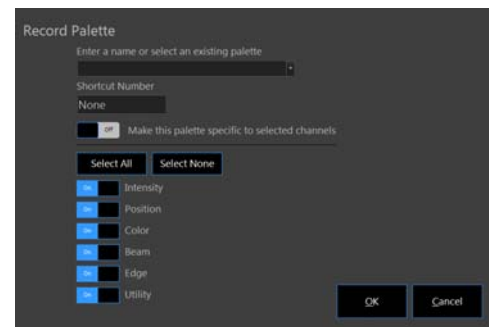 Record Palette
Enter a name or select an existing palette
Shortcut Number
None
Off Make this palette specific to selected channels
Select All Select None
On Intensity
On Position
On Color
On Beam
On Edge
On Utility
OK Cancel